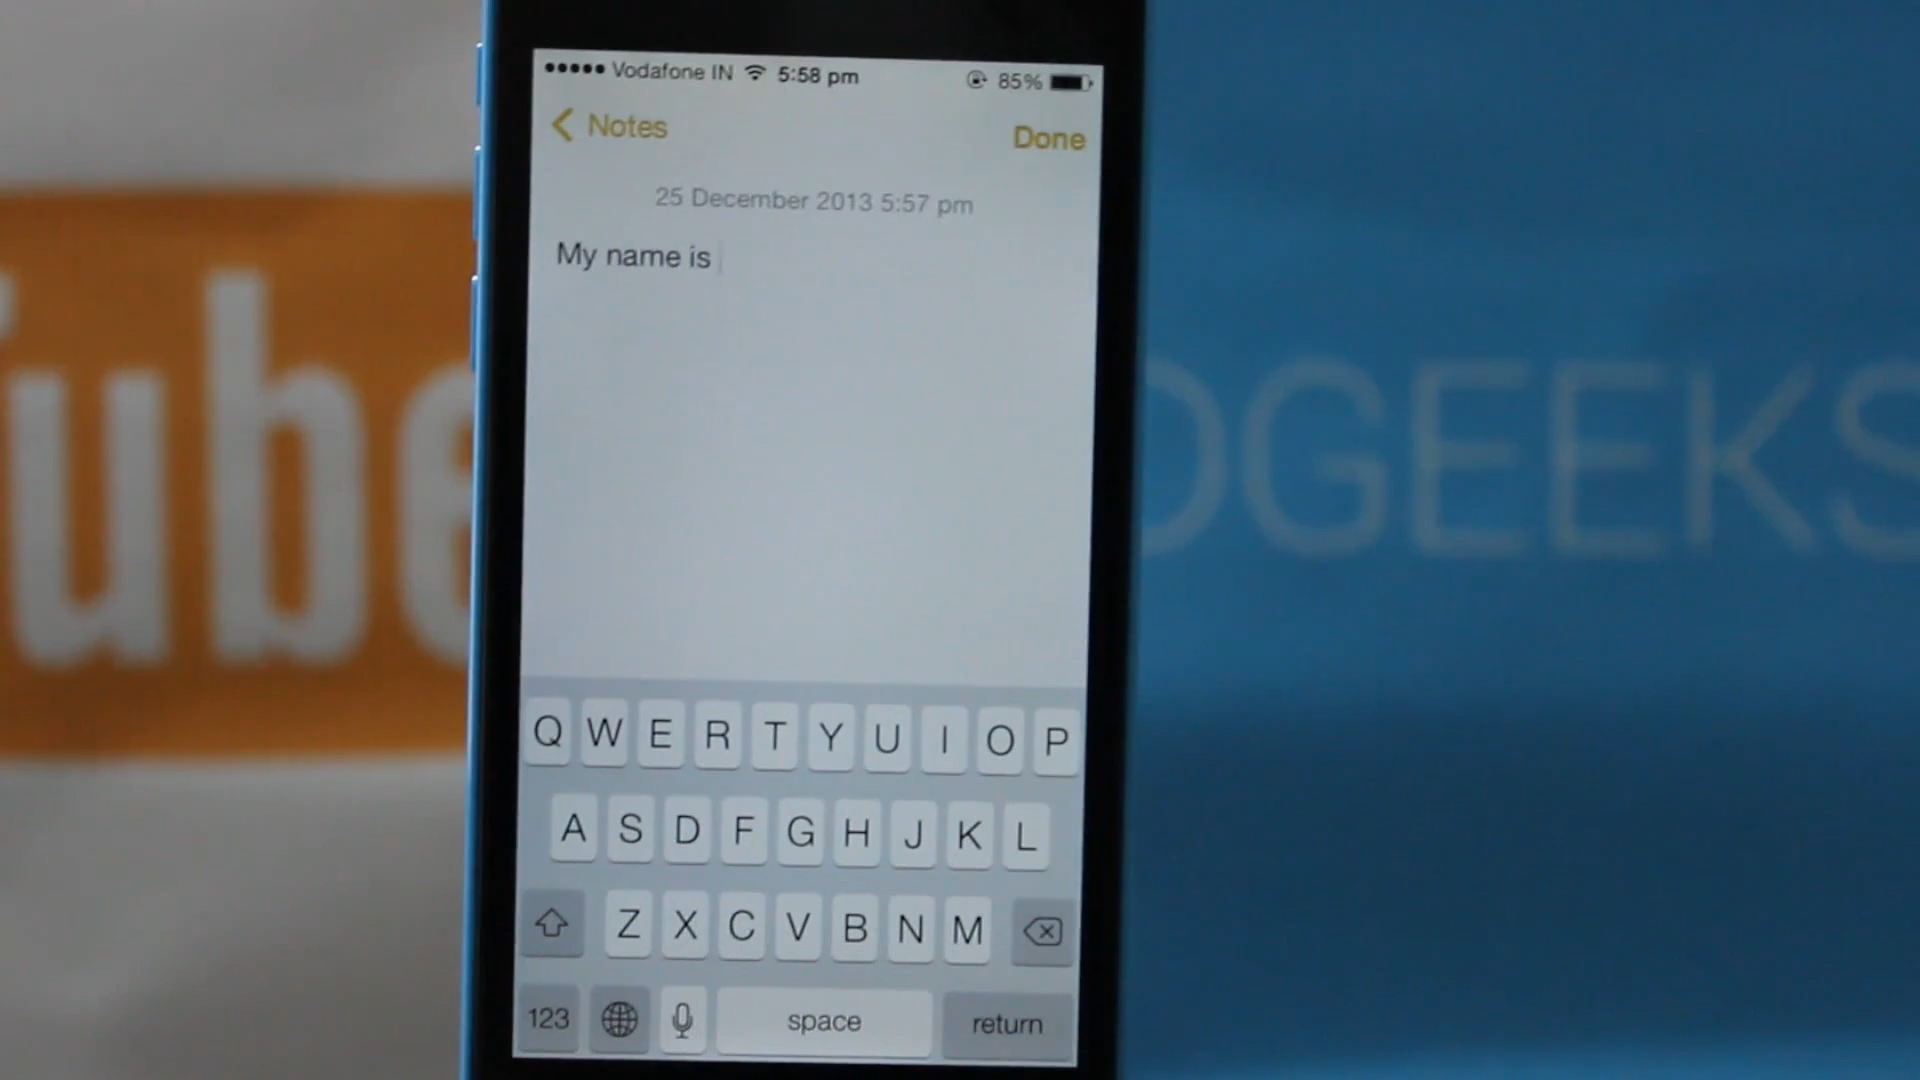 Vodafone IN 5:58 pm 85%
Notes Done
25 December 2013 5:57 pm
My name is
Q W E R T Y U I O P
A S D F G H J K L
Z X C V B N M
123 space return
ube
OGEEKS